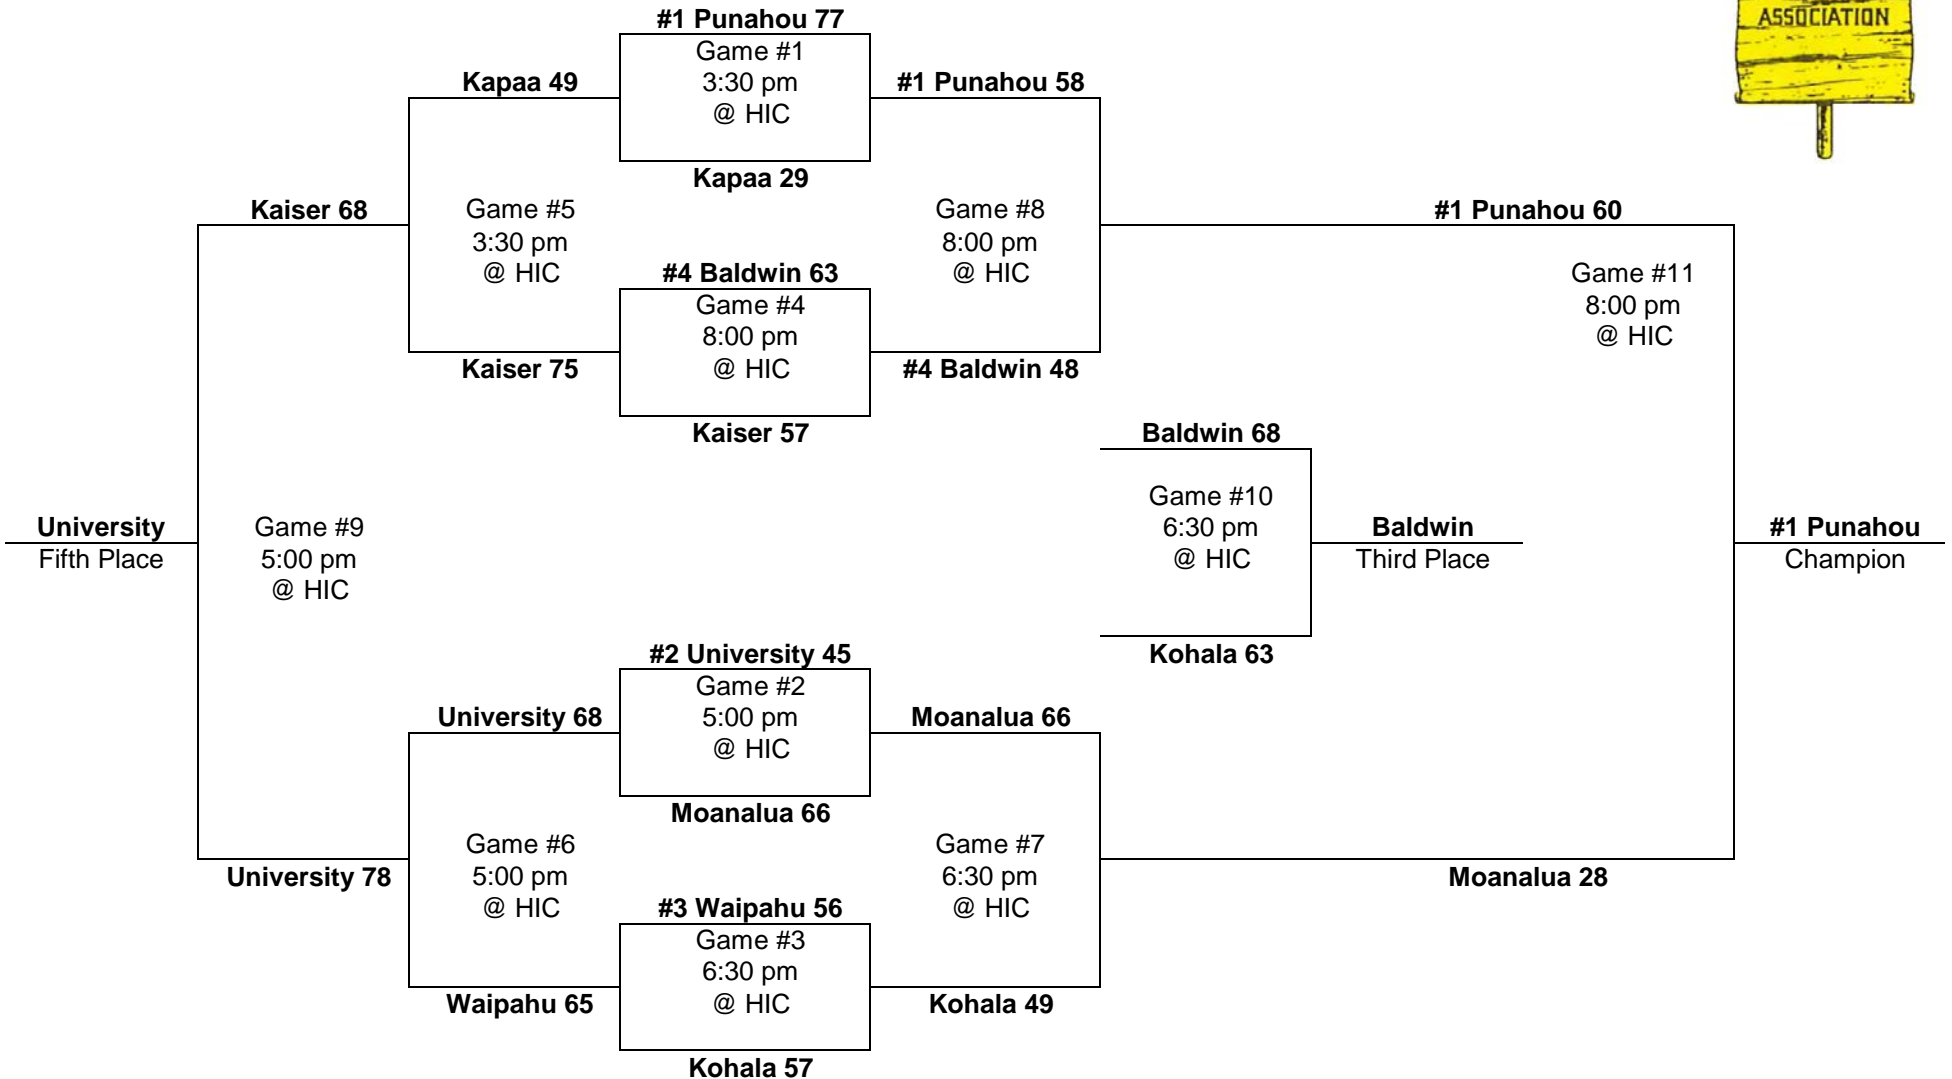 ASSOCIATION
#1 Punahou 77
Game #1
3:30 pm
@ HIC
Kapaa 49
#1 Punahou 58
Kapaa 29
Kaiser 68
Game #5
3:30 pm
@ HIC
Game #8
8:00 pm
@ HIC
#1 Punahou 60
#4 Baldwin 63
Game #4
8:00 pm
@ HIC
Game #11
8:00 pm
@ HIC
Kaiser 75
#4 Baldwin 48
Kaiser 57
Baldwin 68
Game #10
6:30 pm
@ HIC
University
Fifth Place
Game #9
5:00 pm
@ HIC
Baldwin
Third Place
#1 Punahou
Champion
#2 University 45
Game #2
5:00 pm
@ HIC
Kohala 63
University 68
Moanalua 66
Moanalua 66
Game #6
5:00 pm
@ HIC
Game #7
6:30 pm
@ HIC
University 78
Moanalua 28
#3 Waipahu 56
Game #3
6:30 pm
@ HIC
Waipahu 65
Kohala 49
Kohala 57